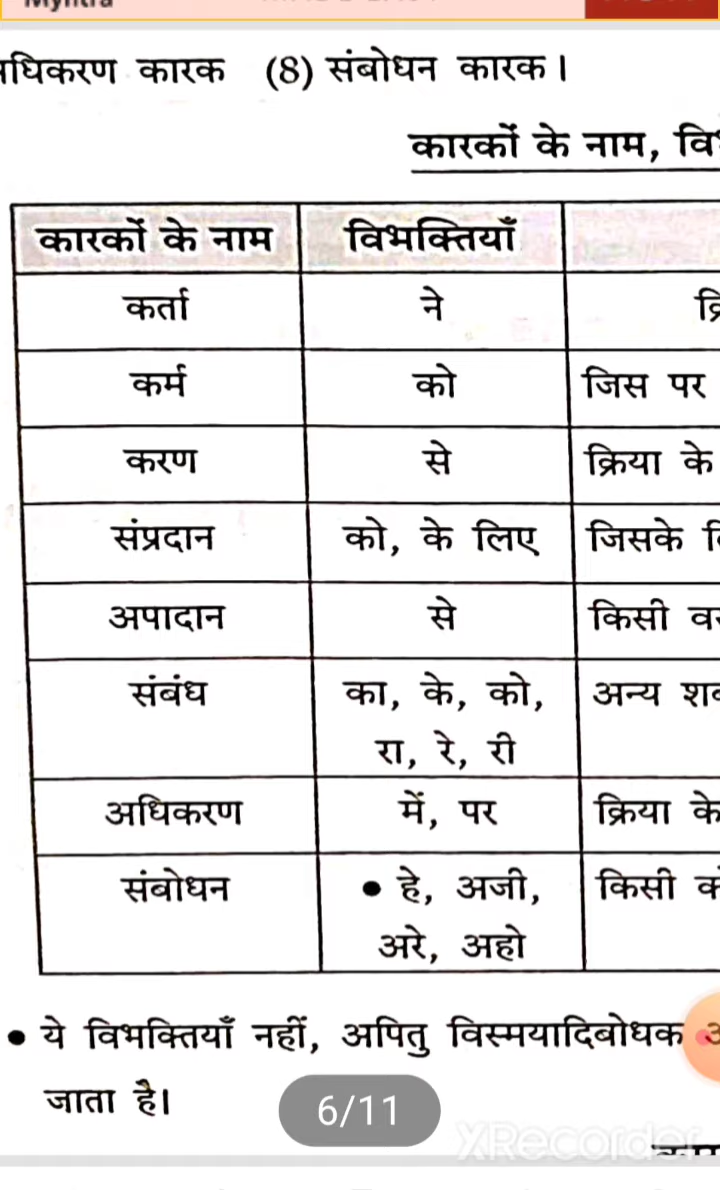 अधिकरण कारक (8) संबोधन कारक।
कारकों के नाम,
कारकों के नाम विभक्तियाँ
कर्ता ने
कर्म को जिस पर
करण से क्रिया के
संप्रदान को, के लिए जिसके
अपादान से किसी
संबंध का, के, को, अन्य
रा, रे, री
अधिकरण में, पर क्रिया के
संबोधन • हे, अजी, किसी
अरे, अहो
• ये विभक्तियाँ नहीं, अपितु विस्मयादिबोधक
जाता है।
6/11
XRecorder